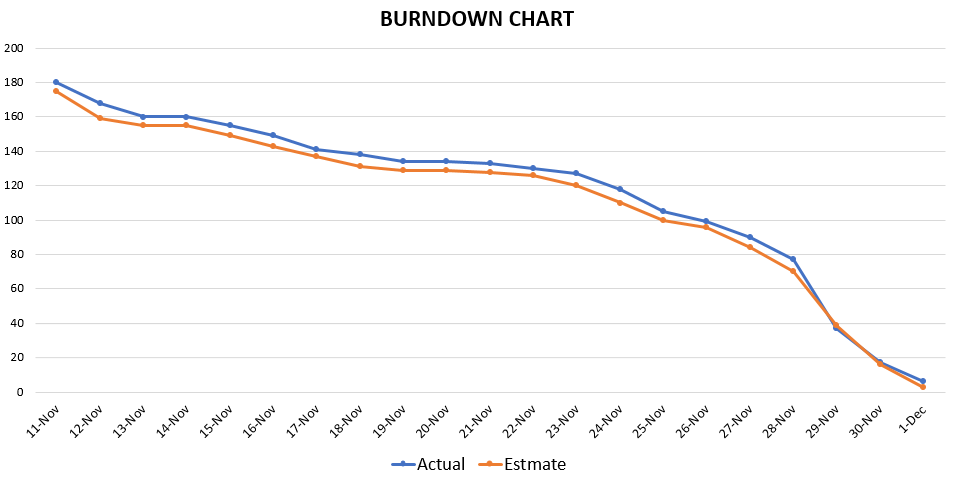 BURNDOWN CHART
200
180
160
140
120
100
80
60
40
20
0
11-Nov
12-Nov
13-Nov
14-Nov
15-Nov
16-Nov
17-Nov
18-Nov
19-Nov
20-Nov
21-Nov
22-Nov
23-Nov
24-Nov
25-Nov
26-Nov
27-Nov
28-Nov
29-Nov
30-Nov
1-Dec
Actual Estmate